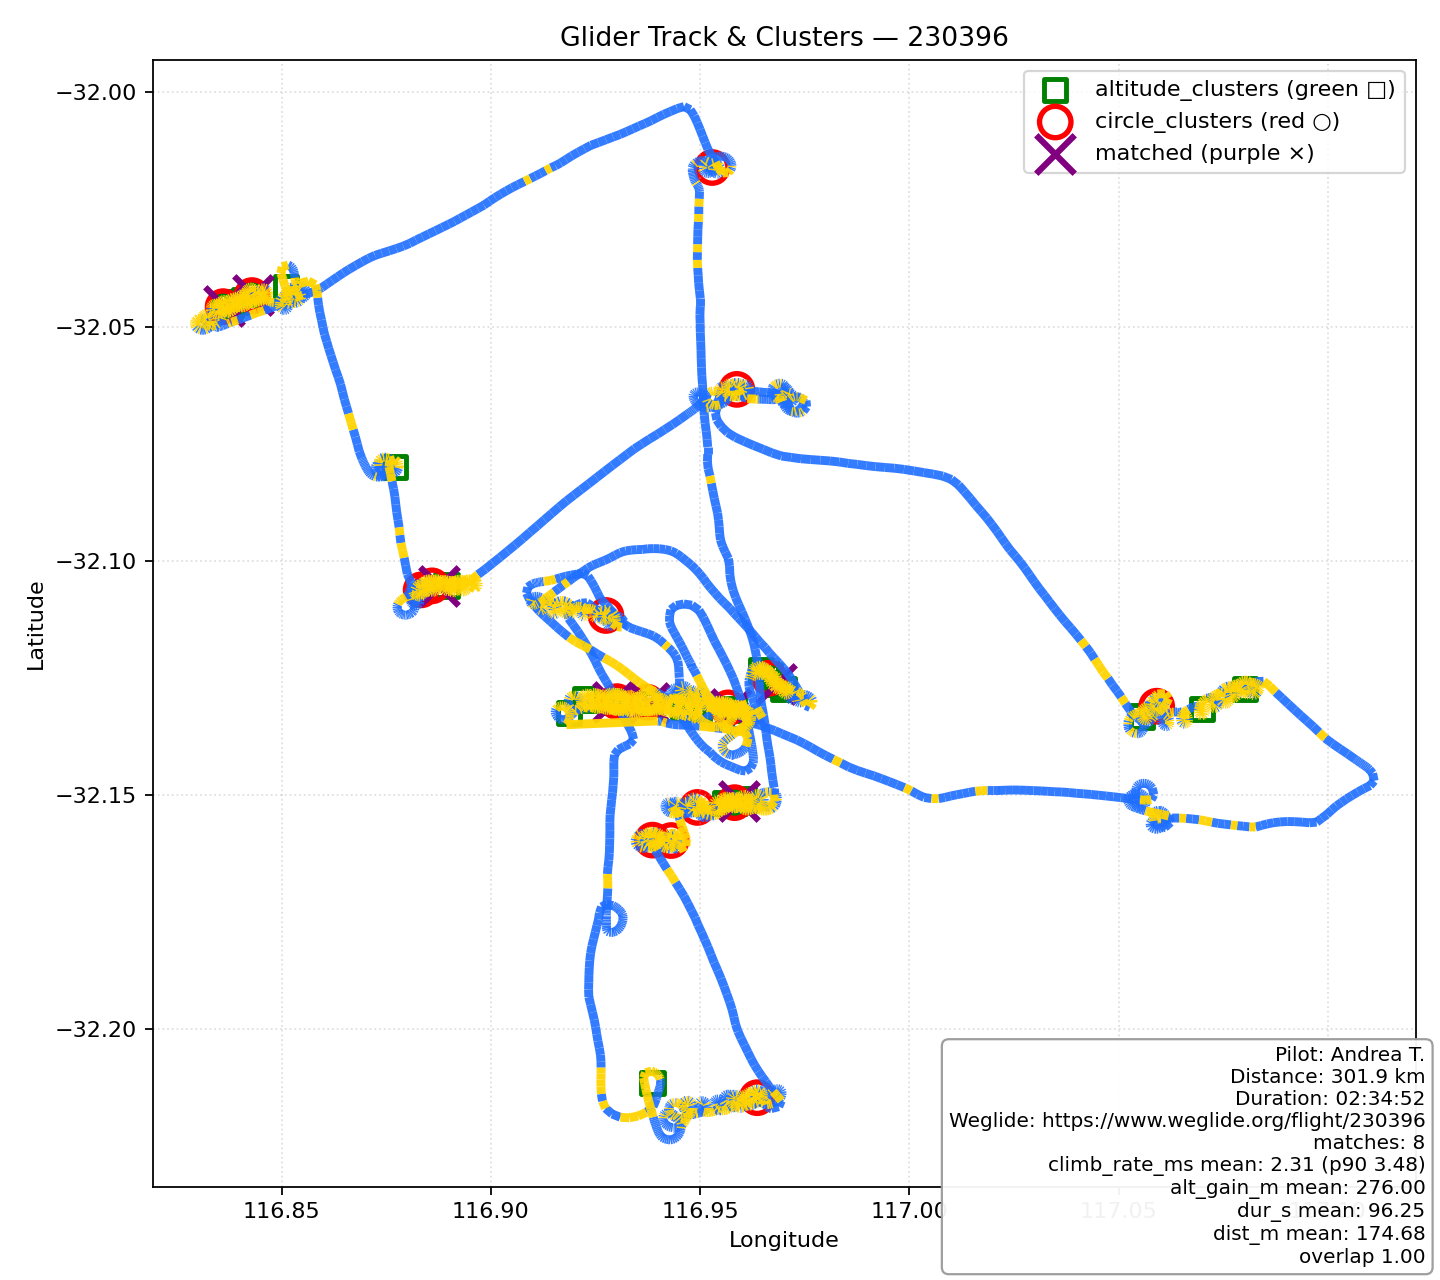 Glider Track & Clusters — 230396
altitude_clusters (green □)
circle_clusters (red ○)
matched (purple ×)
−32.00
−32.05
−32.10
−32.15
−32.20
Latitude
116.85
116.90
116.95
117.00
117.05
Longitude
Pilot: Andrea T.
Distance: 301.9 km
Duration: 02:34:52
Weglide: https://www.weglide.org/flight/230396
matches: 8
climb_rate_ms mean: 2.31 (p90 3.48)
alt_gain_m mean: 276.00
dur_s mean: 96.25
dist_m mean: 174.68
overlap 1.00